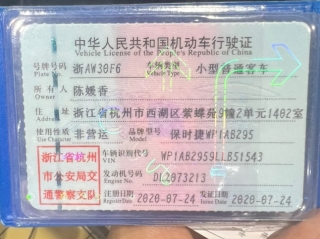 中华人民共和国机动车行驶证
Vehicle License of the People's Republic of China
号牌号码 Plate No. 浙AW30F6 车辆类型 Vehicle Type 小型普通客车
所有人 Owner 陈媛香
住址 Address 浙江省杭州市西湖区紫蝶苑9幢2单元1402室
使用性质 Use Character 非营运 品牌型号 Model 保时捷WP1AB295
浙江省杭州市公安局交通警察支队
车辆识别代号 VIN WP1AB2959LLB51543
发动机号码 Engine No. DL2073213
注册日期 Register Date 2020-07-24 发证日期 Issue Date 2020-07-24